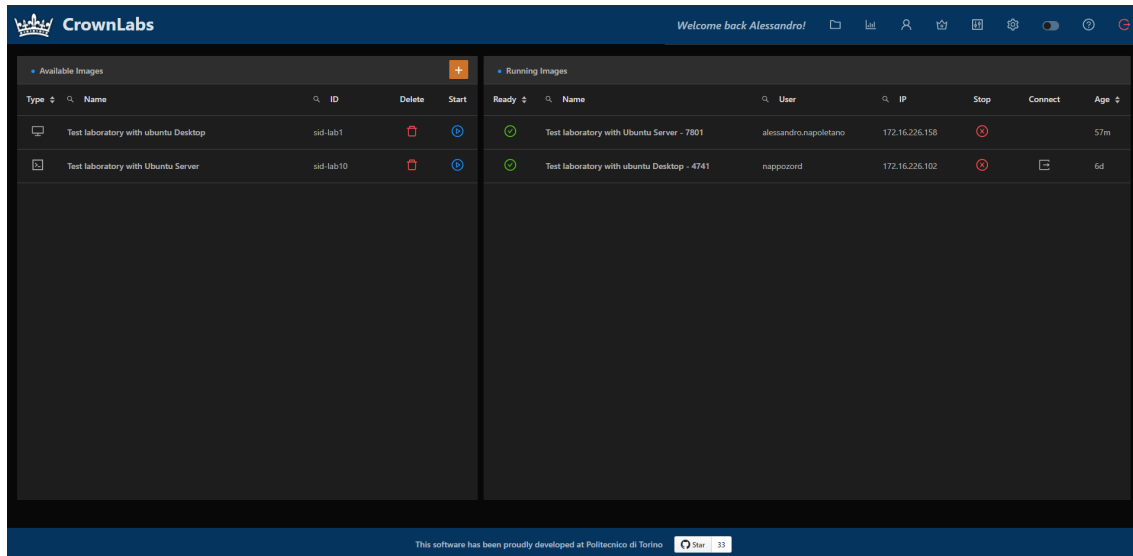 CrownLabs
Welcome back Alessandro!
Available Images
Type Name ID Delete Start
Test laboratory with ubuntu Desktop sid-lab1
Test laboratory with Ubuntu Server sid-lab10
Running Images
Ready Name User IP Stop Connect Age
Test laboratory with Ubuntu Server - 7801 alessandro.napoletano 172.16.226.158 57m
Test laboratory with ubuntu Desktop - 4741 nappozord 172.16.226.102 6d
This software has been proudly developed at Politecnico di Torino Star 33